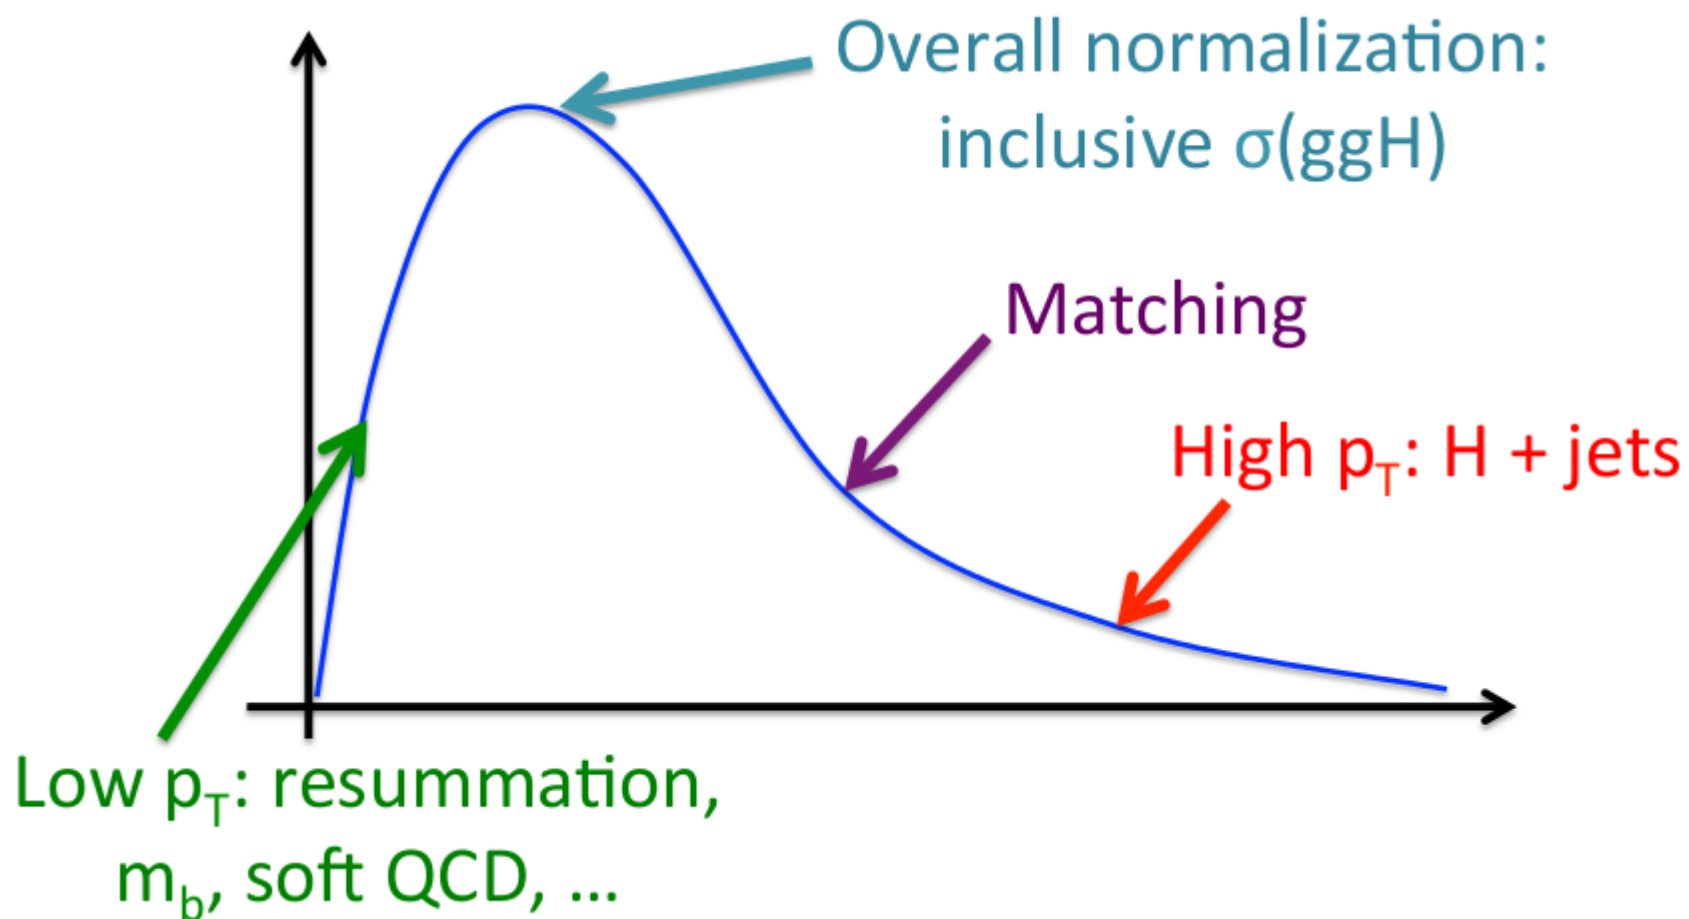 Overall normalization:
inclusive σ(ggH)
Matching
High pT: H + jets
Low pT: resummation,
mb, soft QCD, ...